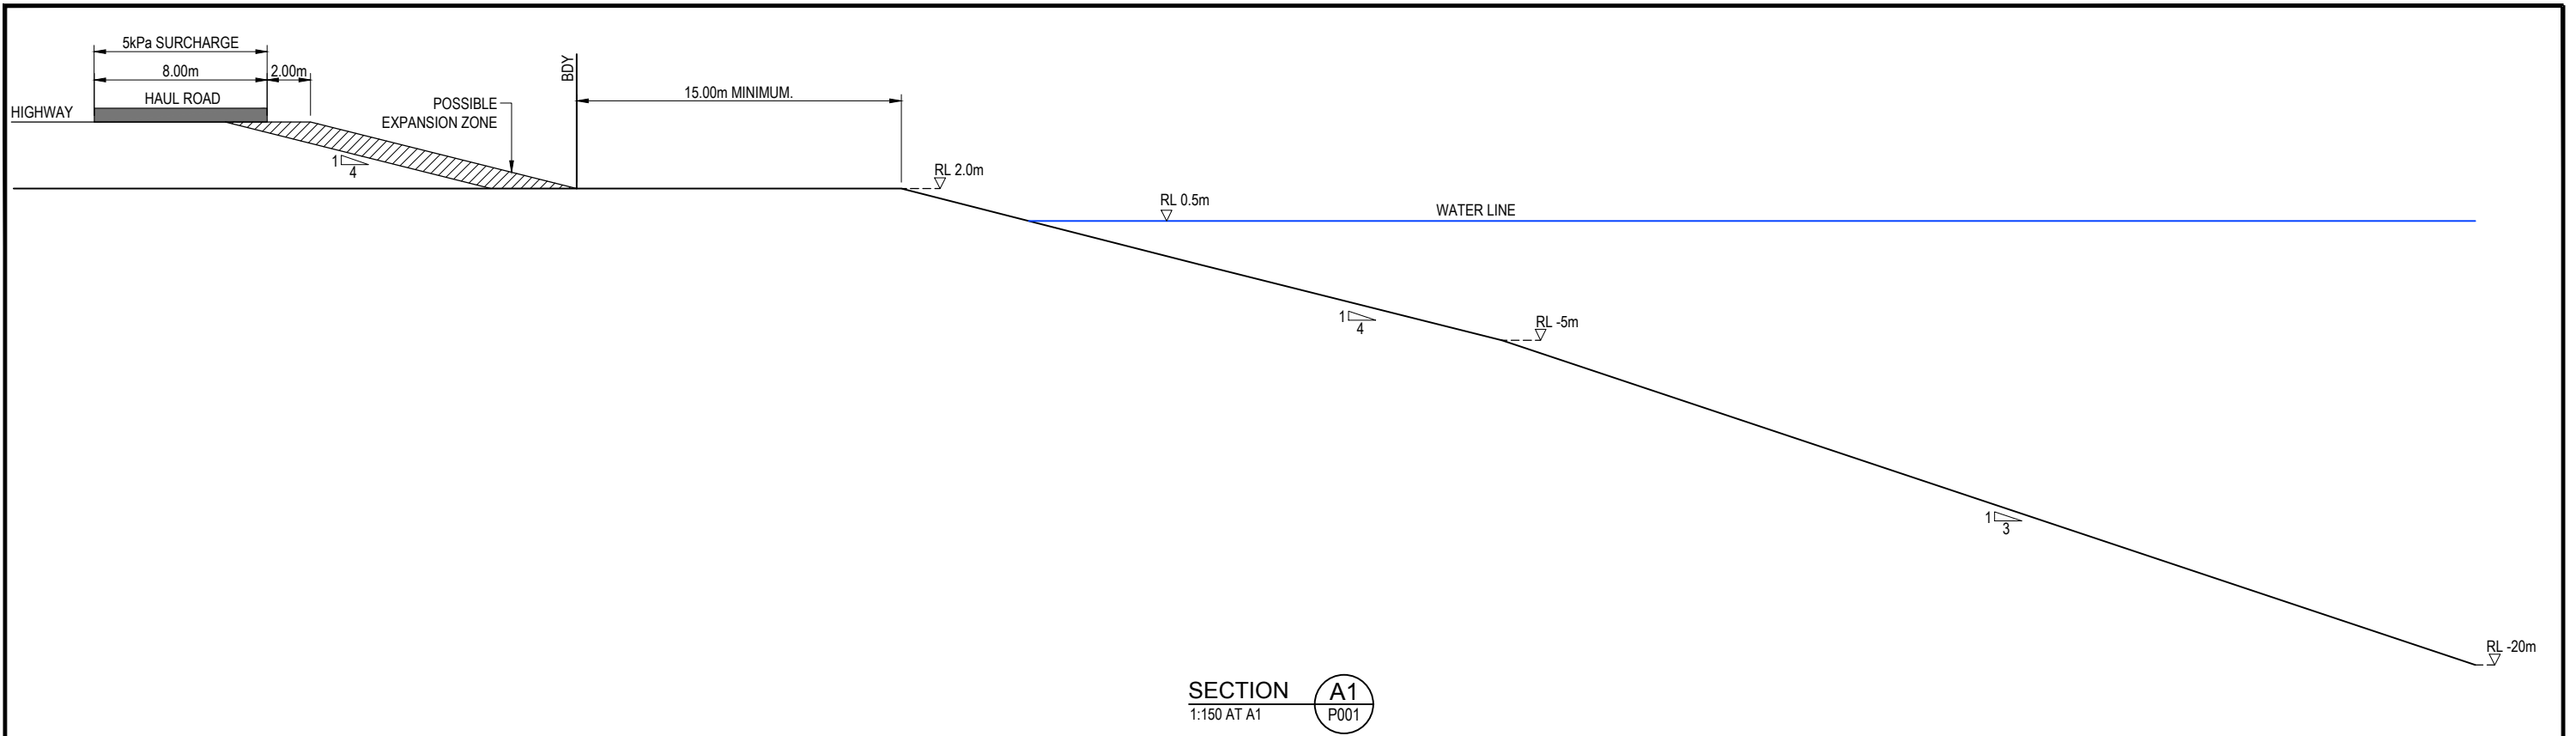 5kPa SURCHARGE
8.00m
2.00m
HAUL ROAD
HIGHWAY
POSSIBLE
EXPANSION ZONE
BDY
15.00m MINIMUM.
1
4
RL 2.0m
RL 0.5m
WATER LINE
1
4
RL -5m
1
3
RL -20m
SECTION
1:150 AT A1
A1
P001